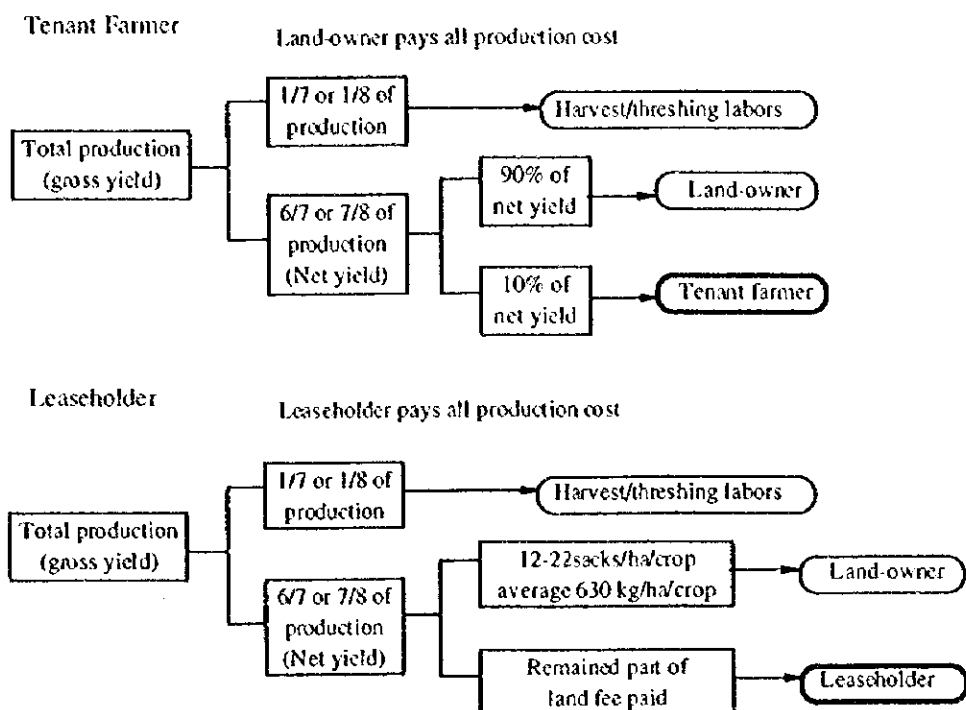 Tenant Farmer
Land-owner pays all production cost
1/7 or 1/8 of
production
Harvest/threshing labors
Total production
(gross yield)
90% of
net yield
Land-owner
6/7 or 7/8 of
production
(Net yield)
10% of
net yield
Tenant farmer
Leaseholder
Leaseholder pays all production cost
1/7 or 1/8 of
production
Harvest/threshing labors
Total production
(gross yield)
12-22sacks/ha/crop
average 630 kg/ha/crop
Land-owner
6/7 or 7/8 of
production
(Net yield)
Remained part of
land fee paid
Leaseholder